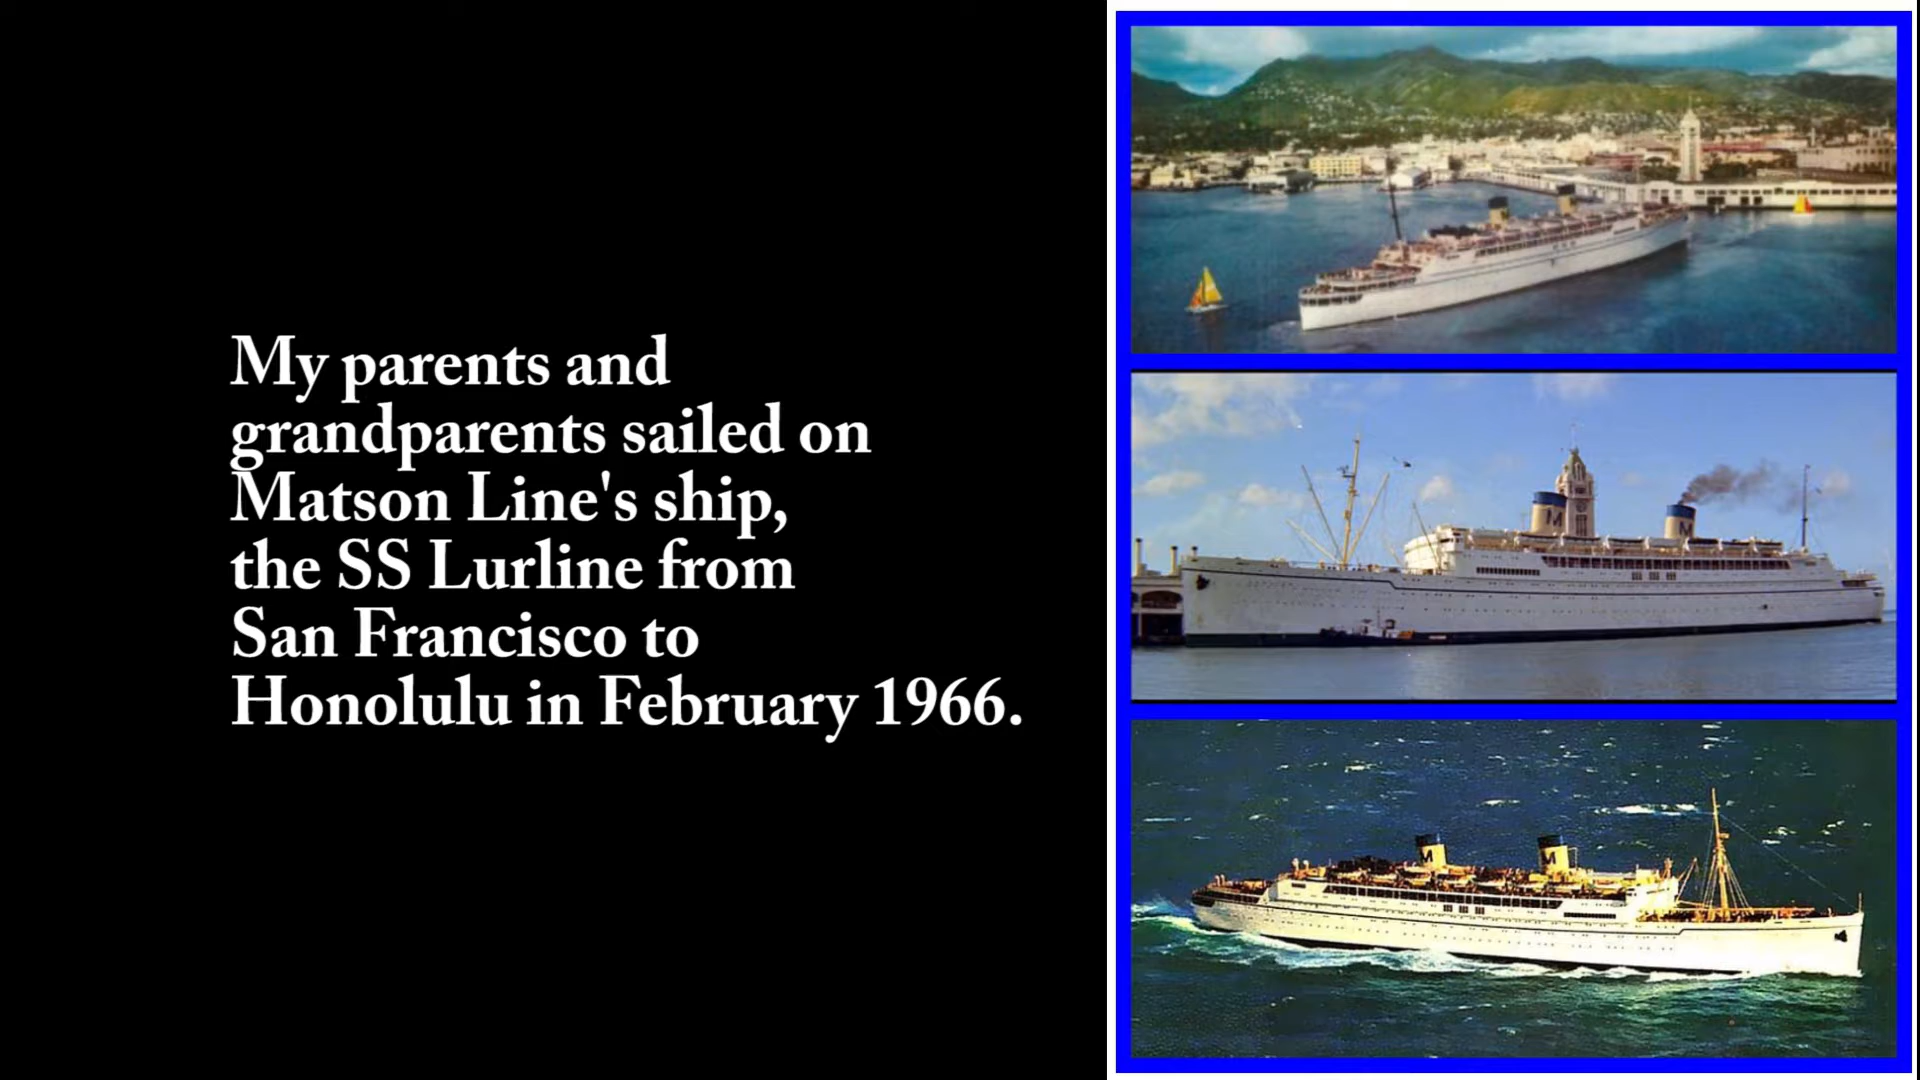 My parents and
grandparents sailed on
Matson Line's ship,
the SS Lurline from
San Francisco to
Honolulu in February 1966.
M
M
M
M